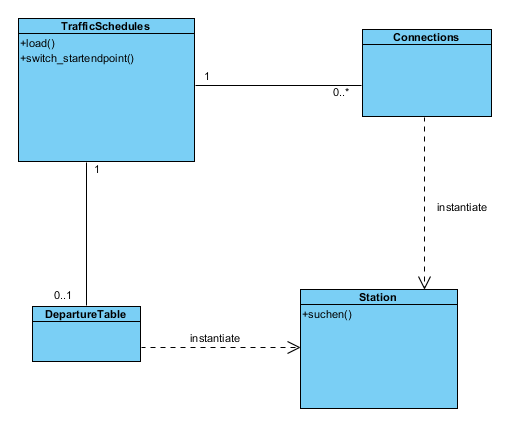 TrafficSchedules
+load()
+switch_startendpoint()
Connections
1
0..*
1
instantiate
0..1
DepartureTable
instantiate
Station
+suchen()